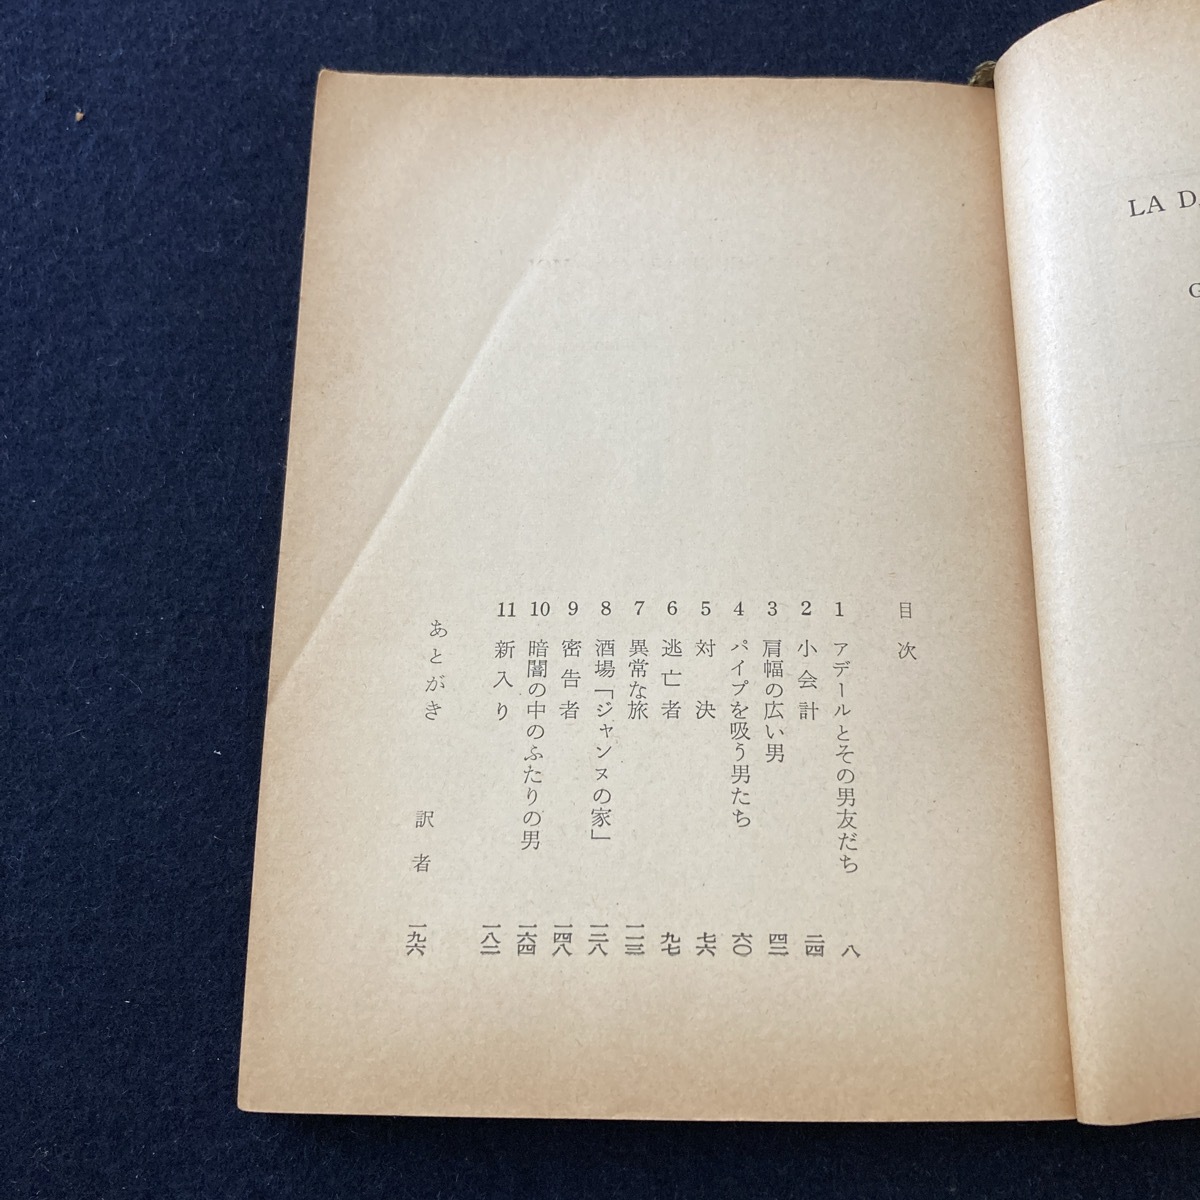 LA D
G
目次
1 アデールとその男友だち 八
2 小会計 二四
3 肩幅の広い男 四二
4 パイプを吸う男たち 六〇
5 対決 七六
6 逃亡者 九七
7 異常な旅 一一三
8 酒場「ジャンヌの家」 一二八
9 密告者 一四八
10 暗闇の中のふたりの男 一六四
11 新入り 一八二
あとがき 訳者 一九六